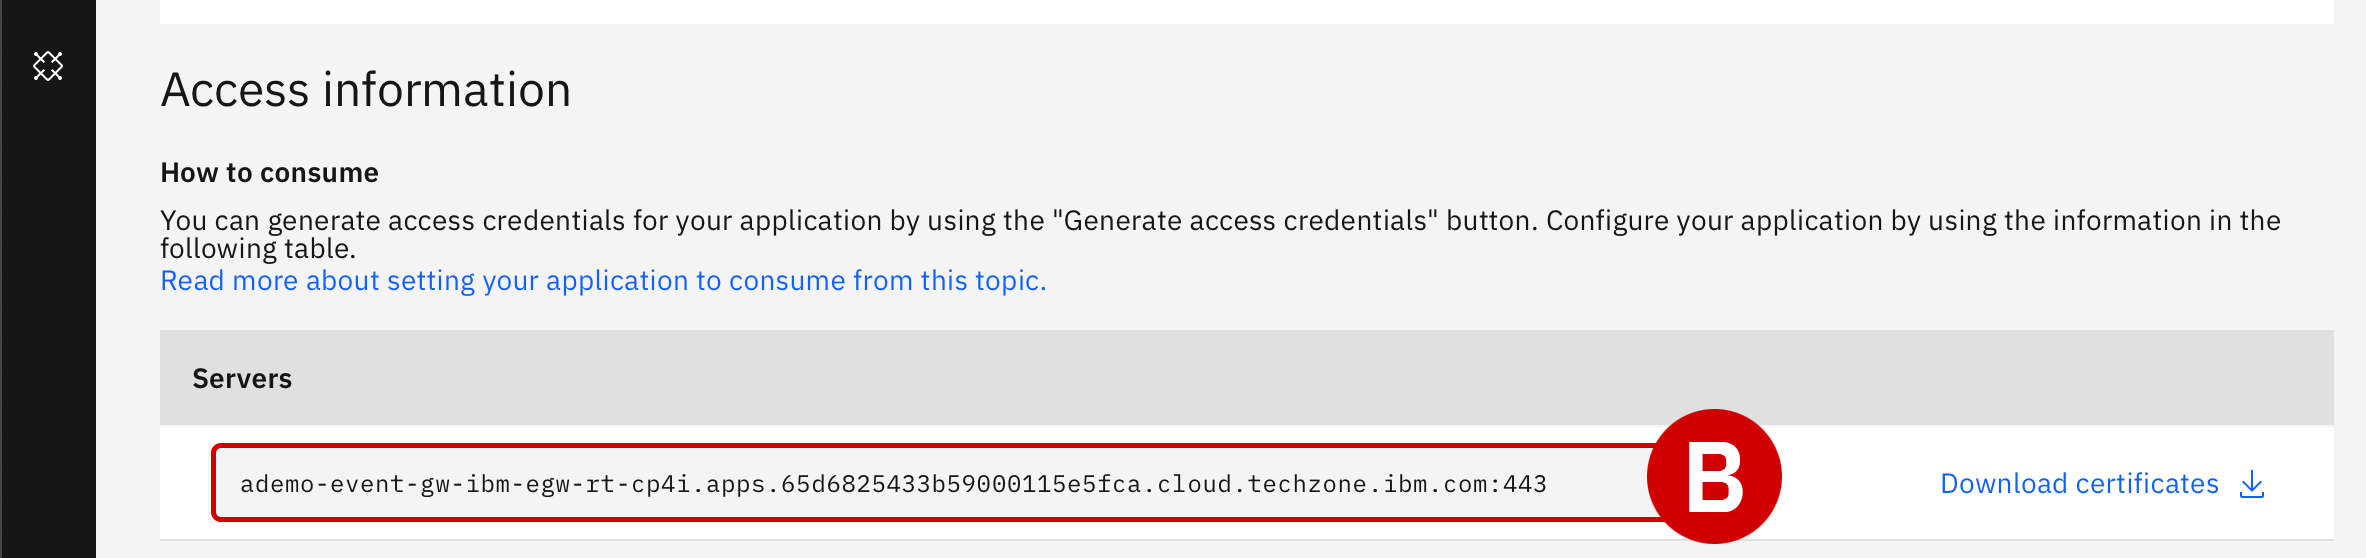 Access information
How to consume
You can generate access credentials for your application by using the "Generate access credentials" button. Configure your application by using the information in the
following table.
Read more about setting your application to consume from this topic.
Servers
ademo-event-gw-ibm-egw-rt-cp4i.apps.65d6825433b59000115e5fca.cloud.techzone.ibm.com:443
B
Download certificates